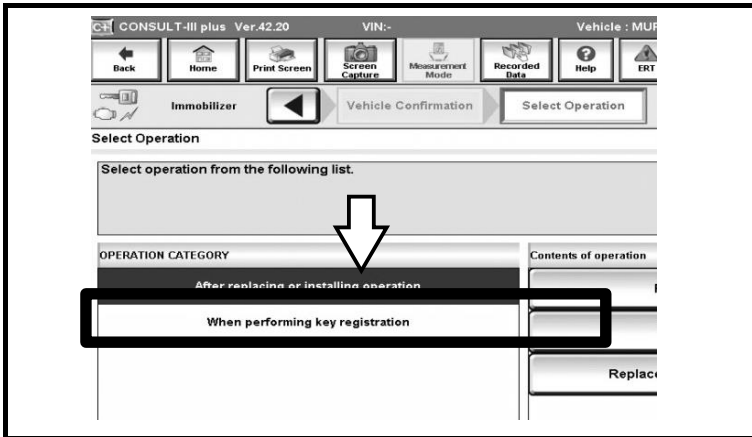 C+ CONSULT-III plus Ver.42.20 VIN:- Vehicle : MUR
Back Home Print Screen Screen Capture Measurement Mode Recorded Data Help ERT
Immobilizer Vehicle Confirmation Select Operation
Select Operation
Select operation from the following list.
OPERATION CATEGORY Contents of operation
After replacing or installing operation
When performing key registration
Replace